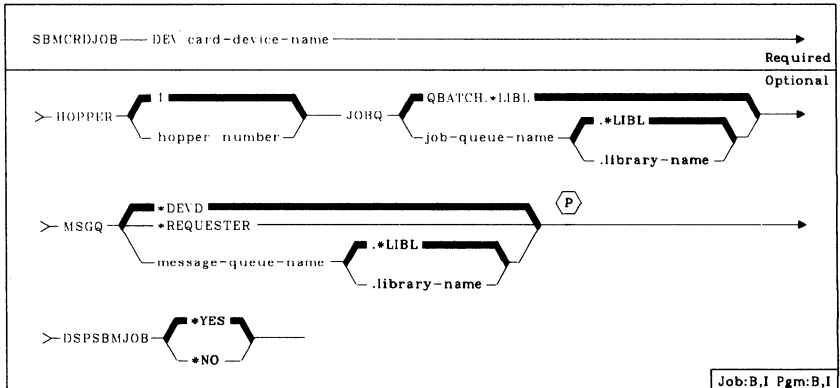 SBMCRDJOB DEV card-device-name
Required
Optional
1
QBATCH.*LIBL
HOPPER
JOBQ
.*LIBL
hopper number
job-queue-name
.library-name
*DEVD
P
MSGQ
*REQUESTER
.*LIBL
message-queue-name
.library-name
*YES
DSPSBMJOB
*NO
Job:B,I Pgm:B,I